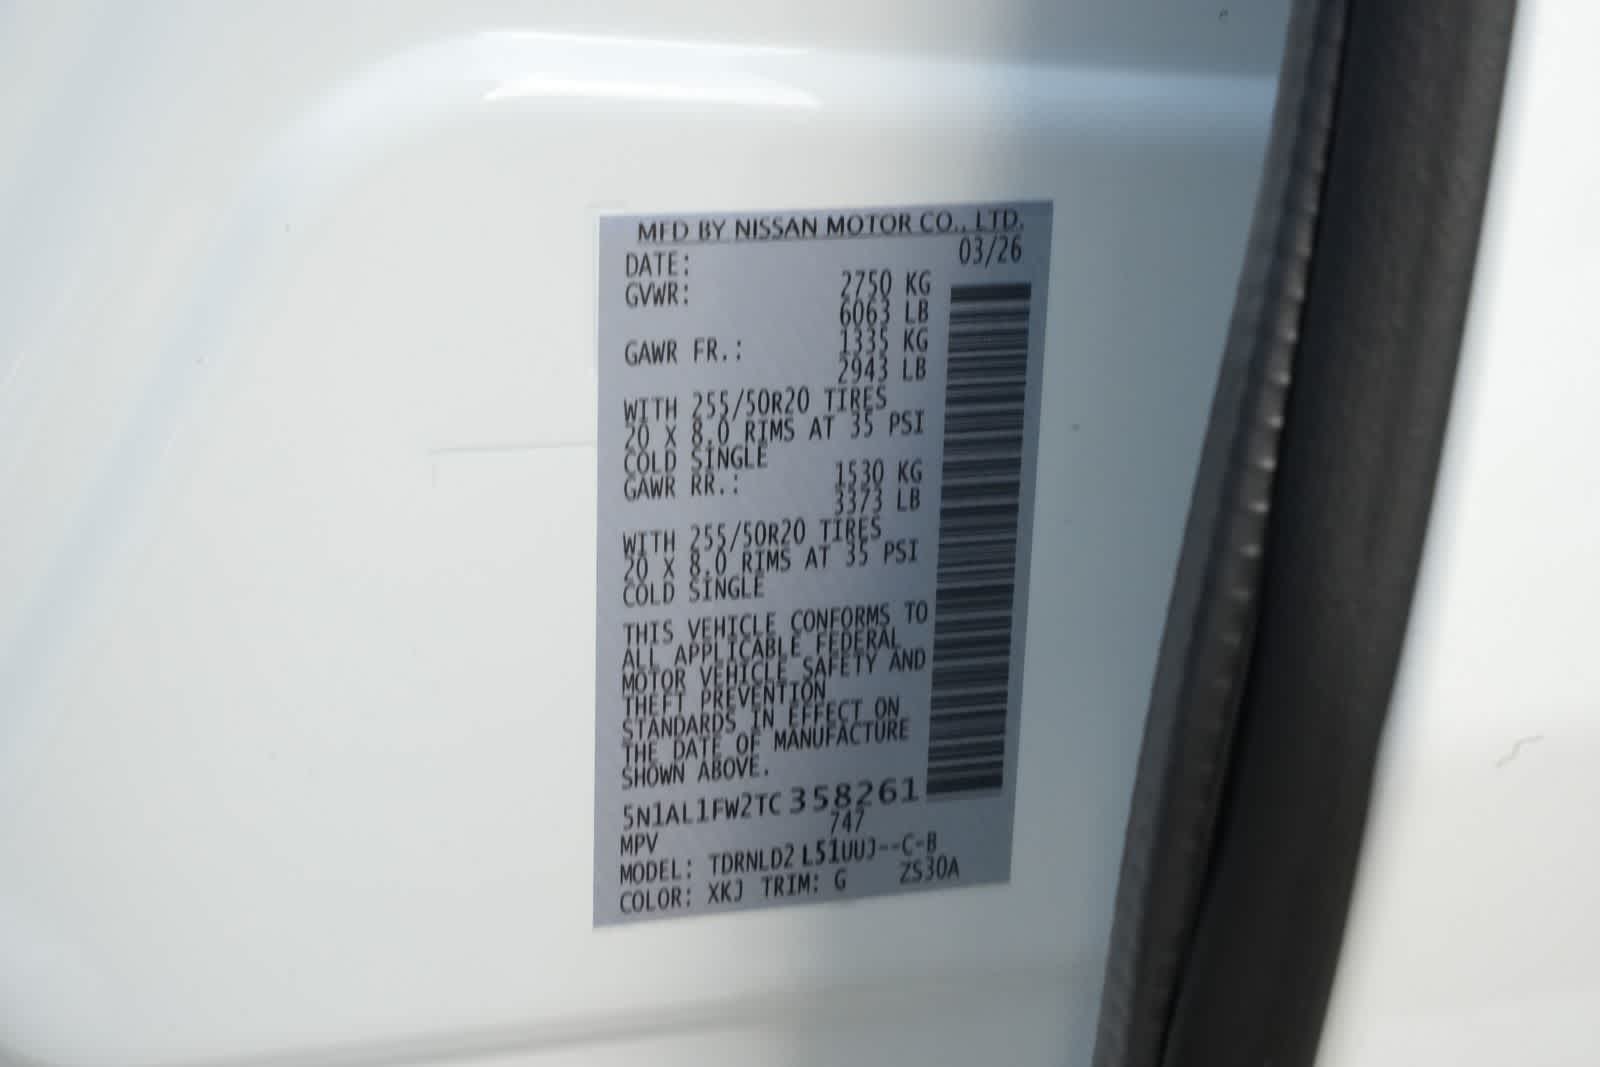 MFD BY NISSAN MOTOR CO., LTD.
DATE: 03/26
GVWR: 2750 KG
6063 LB
GAWR FR.: 1335 KG
2943 LB
WITH 255/50R20 TIRES
20 X 8.0 RIMS AT 35 PSI
COLD SINGLE
GAWR RR.: 1530 KG
3373 LB
WITH 255/50R20 TIRES
20 X 8.0 RIMS AT 35 PSI
COLD SINGLE
THIS VEHICLE CONFORMS TO
ALL APPLICABLE FEDERAL
MOTOR VEHICLE SAFETY AND
THEFT PREVENTION
STANDARDS IN EFFECT ON
THE DATE OF MANUFACTURE
SHOWN ABOVE.
5N1AL1FW2TC358261
MPV 747
MODEL: TDRNLD2 L51UUJ--C-B
COLOR: XKJ TRIM: G ZS30A